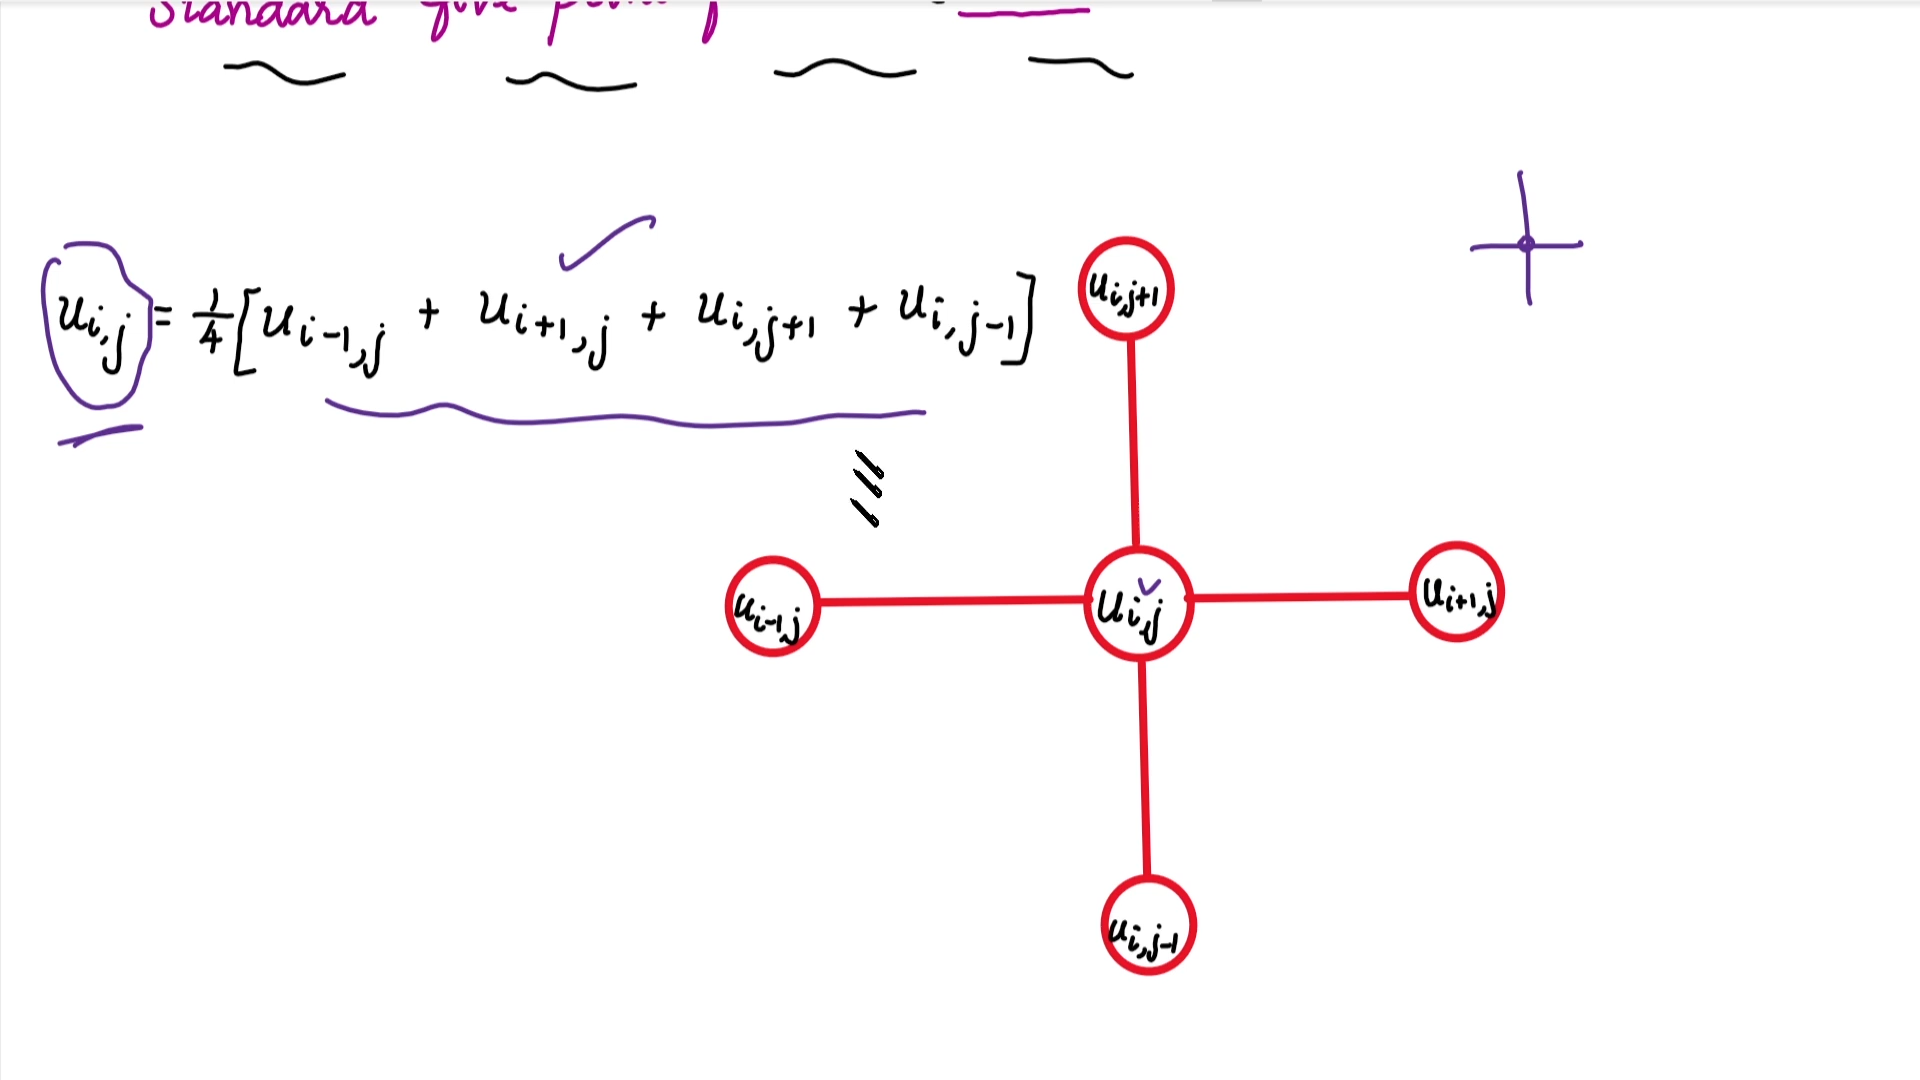 standard five point
u_{i,j} = 1/4 [u_{i-1,j} + u_{i+1,j} + u_{i,j+1} + u_{i,j-1}]
u_{i,j+1}
u_{i-1,j} u_{i,j} u_{i+1,j}
u_{i,j-1}